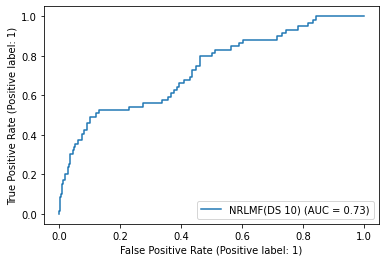 1.0
0.8
0.6
0.4
0.2
0.0
True Positive Rate (Positive label: 1)
NRLMF(DS 10) (AUC = 0.73)
0.0 0.2 0.4 0.6 0.8 1.0
False Positive Rate (Positive label: 1)